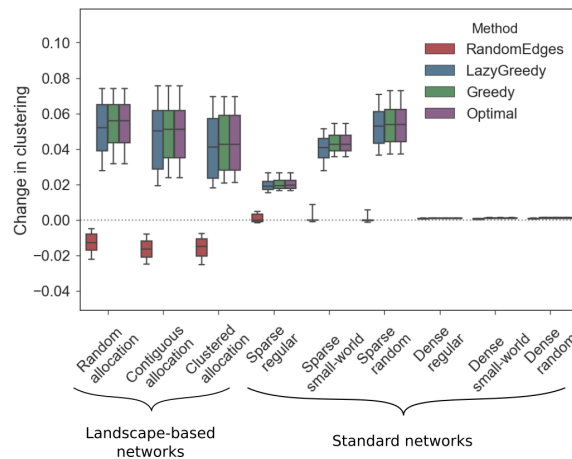 Method
RandomEdges
LazyGreedy
Greedy
Optimal
Change in clustering
0.10
0.08
0.06
0.04
0.02
0.00
−0.02
−0.04
Random
allocation
Contiguous
allocation
Clustered
allocation
Sparse
regular
Sparse
small-world
Sparse
random
Dense
regular
Dense
small-world
Dense
random
Landscape-based
networks
Standard networks